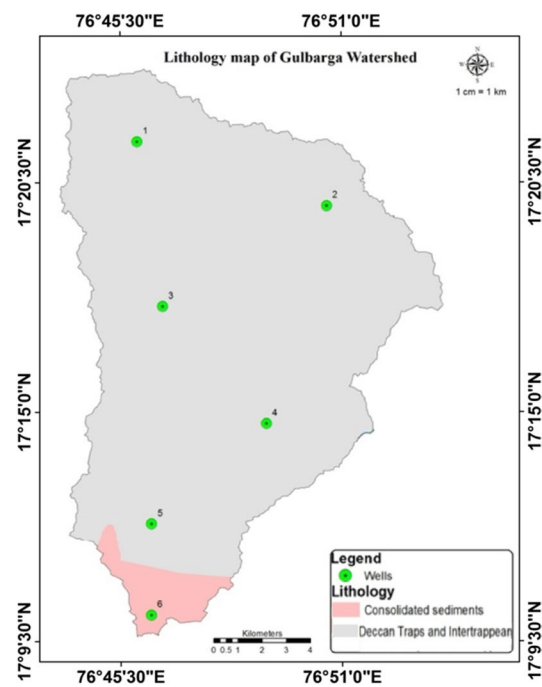 76°45'30"E 76°51'0"E
Lithology map of Gulbarga Watershed
N
W E
S
1 cm = 1 km
1
17°20'30"N 17°20'30"N
2
3
17°15'0"N 17°15'0"N
4
5
Legend
Wells
Lithology
6
Consolidated sediments
Deccan Traps and Intertrappean
Kilometers
0 0.5 1 2 3 4
17°9'30"N 17°9'30"N
76°45'30"E 76°51'0"E